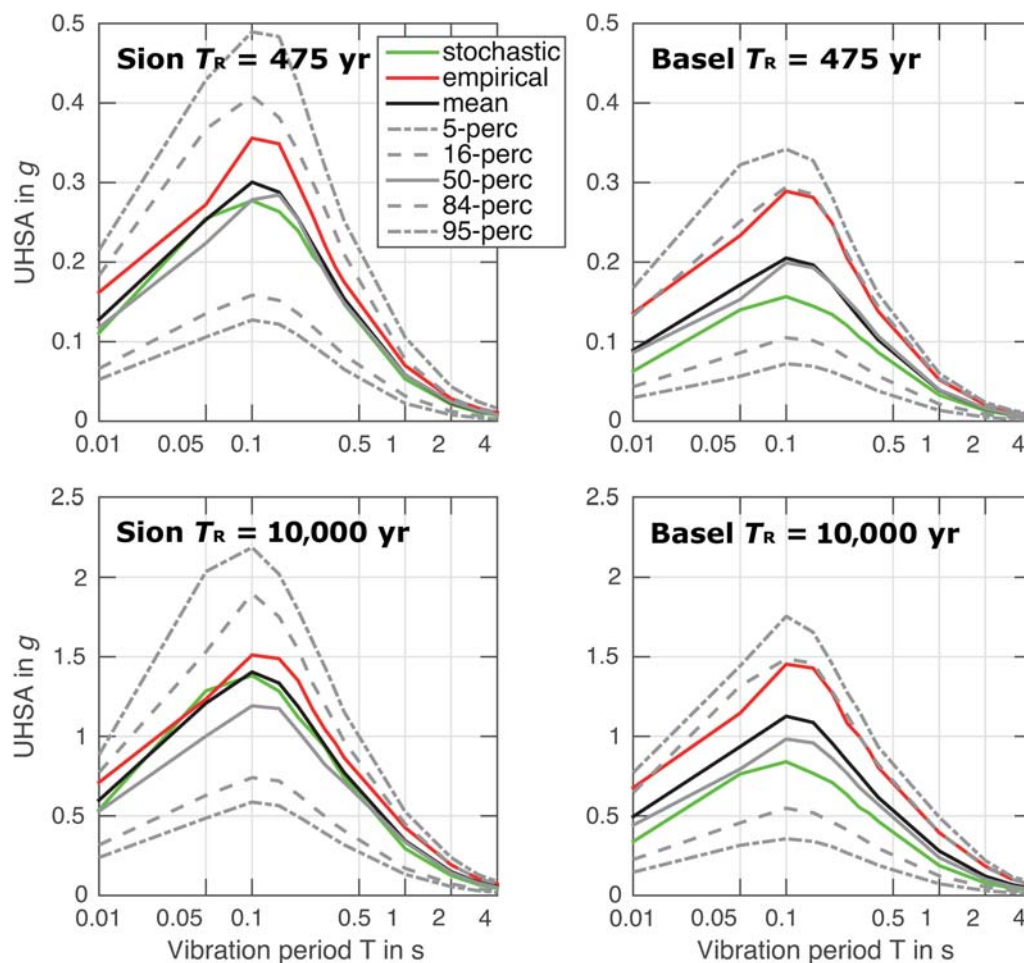 Sion TR = 475 yr
stochastic
empirical
mean
5-perc
16-perc
50-perc
84-perc
95-perc
UHSA in g
0.5
0.4
0.3
0.2
0.1
0
0.01 0.05 0.1 0.5 1 2 4
Basel TR = 475 yr
0.5
0.4
0.3
0.2
0.1
0
0.01 0.05 0.1 0.5 1 2 4
Sion TR = 10,000 yr
UHSA in g
2.5
2
1.5
1
0.5
0
0.01 0.05 0.1 0.5 1 2 4
Vibration period T in s
Basel TR = 10,000 yr
2.5
2
1.5
1
0.5
0
0.01 0.05 0.1 0.5 1 2 4
Vibration period T in s